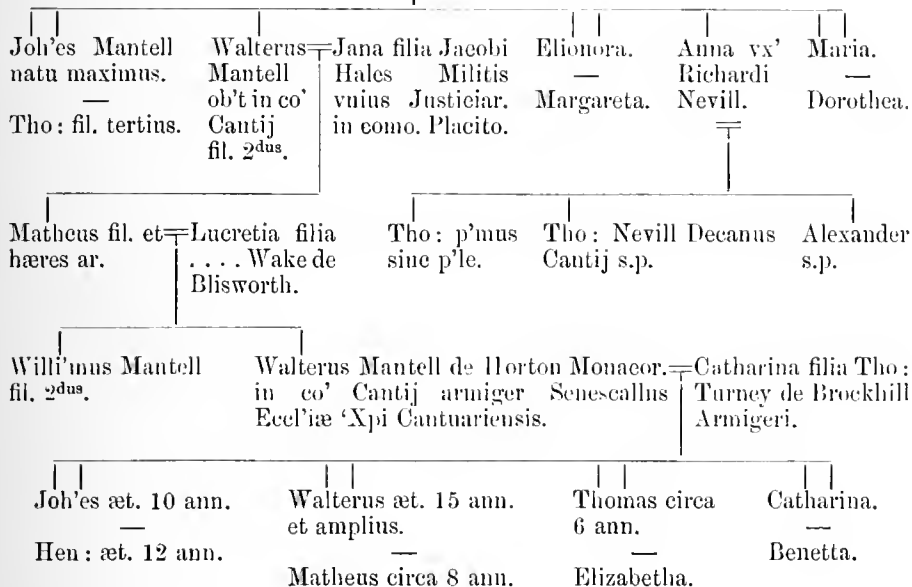 Joh'es Mantell
natu maximus.
—
Tho: fil. tertius.
Walterus
Mantell
ob't in co'
Cantij
fil. 2dus.
Jana filia Jacobi
Hales Militis
vnius Justiciar.
in como. Placito.
Elionora.
—
Margareta.
Anna vx'
Richardi
Nevill.
Maria.
—
Dorothea.
Matheus fil. et
hæres ar.
Lucretia filia
. . . . Wake de
Blisworth.
Tho: p'mus
sine p'le.
Tho: Nevill Decanus
Cantij s.p.
Alexander
s.p.
Willi'mus Mantell
fil. 2dus.
Walterus Mantell de Horton Monacor.
in co' Cantij armiger Senescallus
Eccl'iæ 'Xpi Cantuariensis.
Catharina filia Tho:
Turney de Brockhill
Armigeri.
Joh'es æt. 10 ann.
—
Hen: æt. 12 ann.
Walterus æt. 15 ann.
et amplius.
—
Matheus circa 8 ann.
Thomas circa
6 ann.
—
Elizabetha.
Catharina.
—
Benetta.